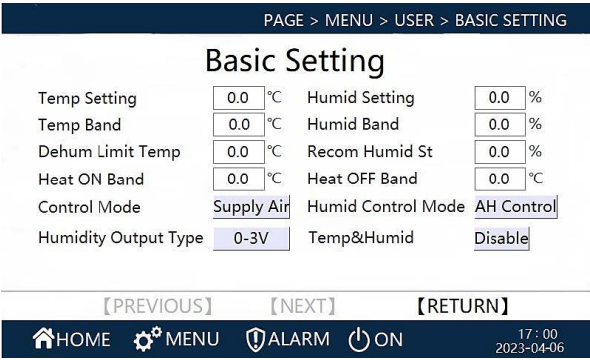 PAGE > MENU > USER > BASIC SETTING
Basic Setting
Temp Setting 0.0 ℃ Humid Setting 0.0 %
Temp Band 0.0 ℃ Humid Band 0.0 %
Dehum Limit Temp 0.0 ℃ Recom Humid St 0.0 %
Heat ON Band 0.0 ℃ Heat OFF Band 0.0 ℃
Control Mode Supply Air Humid Control Mode AH Control
Humidity Output Type 0-3V Temp&Humid Disable
【PREVIOUS】 【NEXT】 【RETURN】
HOME MENU ALARM ON 17:00
2023-04-06